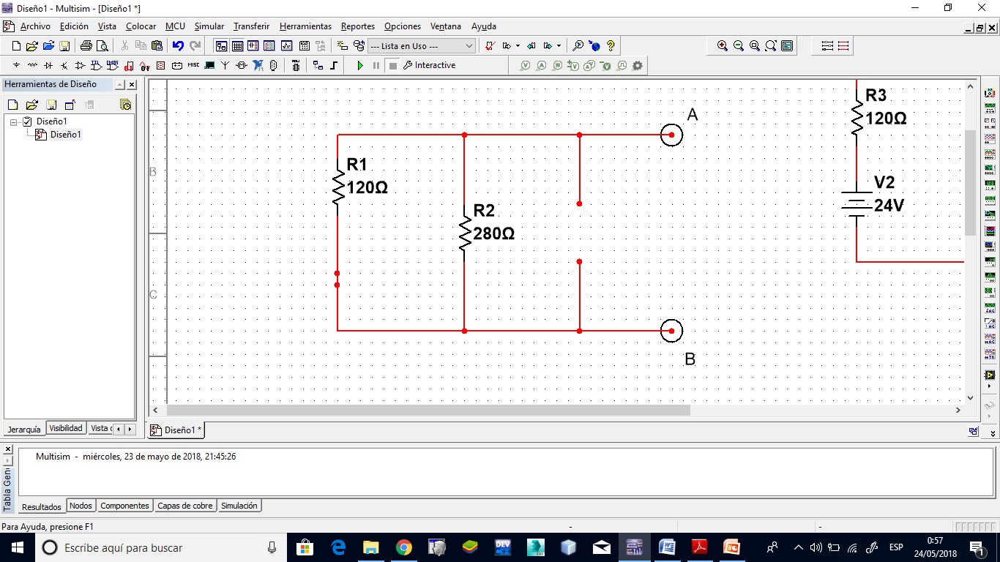 Diseño1 - Multisim - [Diseño1 *]
Archivo Edición Vista Colocar MCU Simular Transferir Herramientas Reportes Opciones Ventana Ayuda
--- Lista en Uso ---
MISC Interactive
Herramientas de Diseño
Diseño1
Diseño1
A
R3
120Ω
B
R1
120Ω
V2
24V
R2
280Ω
C
B
Jerarquía Visibilidad Vista
Diseño1 *
Multisim - miércoles, 23 de mayo de 2018, 21:45:26
Tabla Gen
Resultados Nodos Componentes Capas de cobre Simulación
Para Ayuda, presione F1 - -
Escribe aquí para buscar
DEV
ESP
0:57
24/05/2018
1